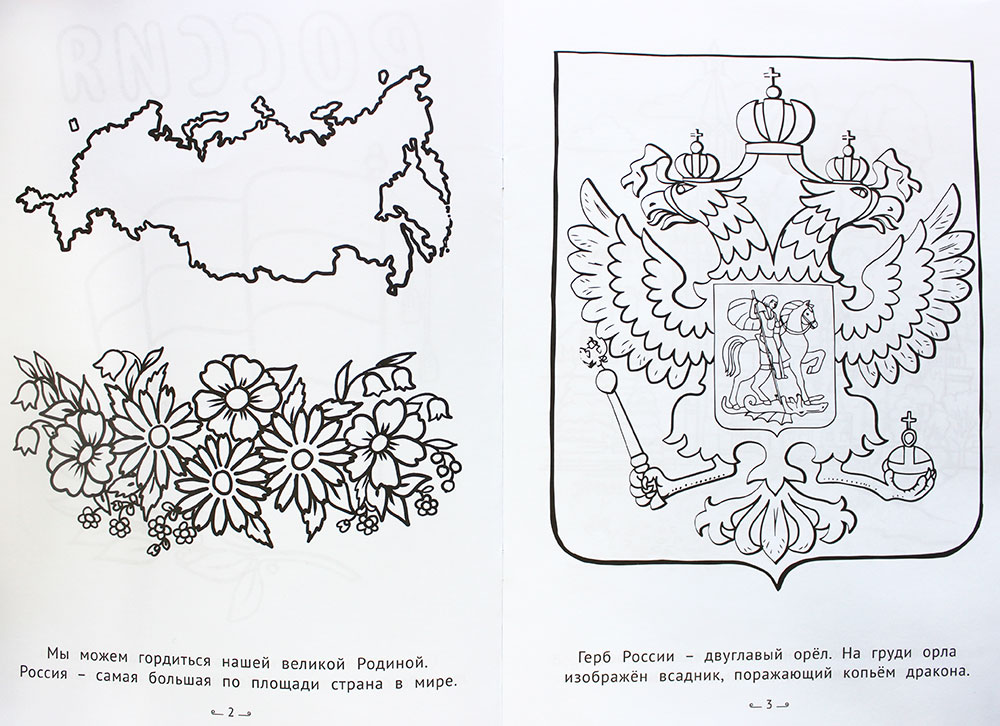 РОССИЯ
Мы можем гордиться нашей великой Родиной.
Россия – самая большая по площади страна в мире.
2
Герб России – двуглавый орёл. На груди орла
изображён всадник, поражающий копьём дракона.
3